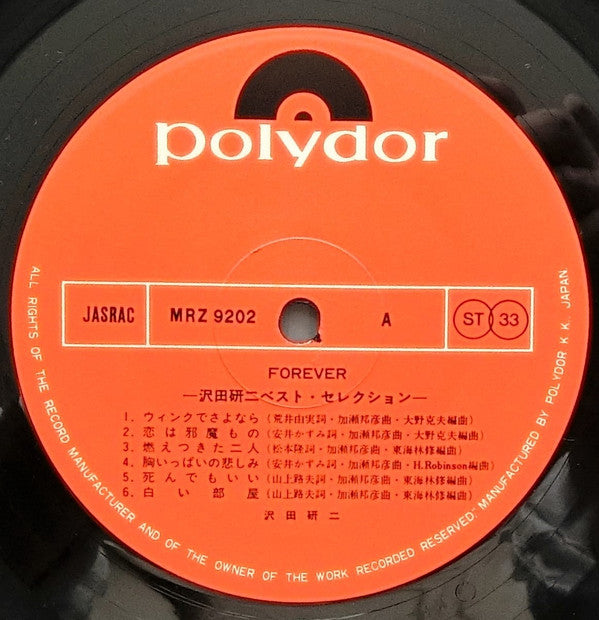 polydor
JASRAC
MRZ 9202
A
ST 33
FOREVER
―沢田研二ベスト・セレクション―
1. ウィンクでさよなら (荒井由実詞・加瀬邦彦曲・大野克夫編曲)
2. 恋は邪魔もの (安井かずみ詞・加瀬邦彦曲・大野克夫編曲)
3. 燃えつきた二人 (松本隆詞・加瀬邦彦曲・東海林修編曲)
4. 胸いっぱいの悲しみ (安井かずみ詞・加瀬邦彦曲・H.Robinson編曲)
5. 死んでもいい (山上路夫詞・加瀬邦彦曲・東海林修編曲)
6. 白い部屋 (山上路夫詞・加瀬邦彦曲・東海林修編曲)
沢田研二
ALL RIGHTS OF THE RECORD MANUFACTURER AND OF THE OWNER OF THE WORK RECORDED RESERVED; MANUFACTURED BY POLYDOR K.K., JAPAN.